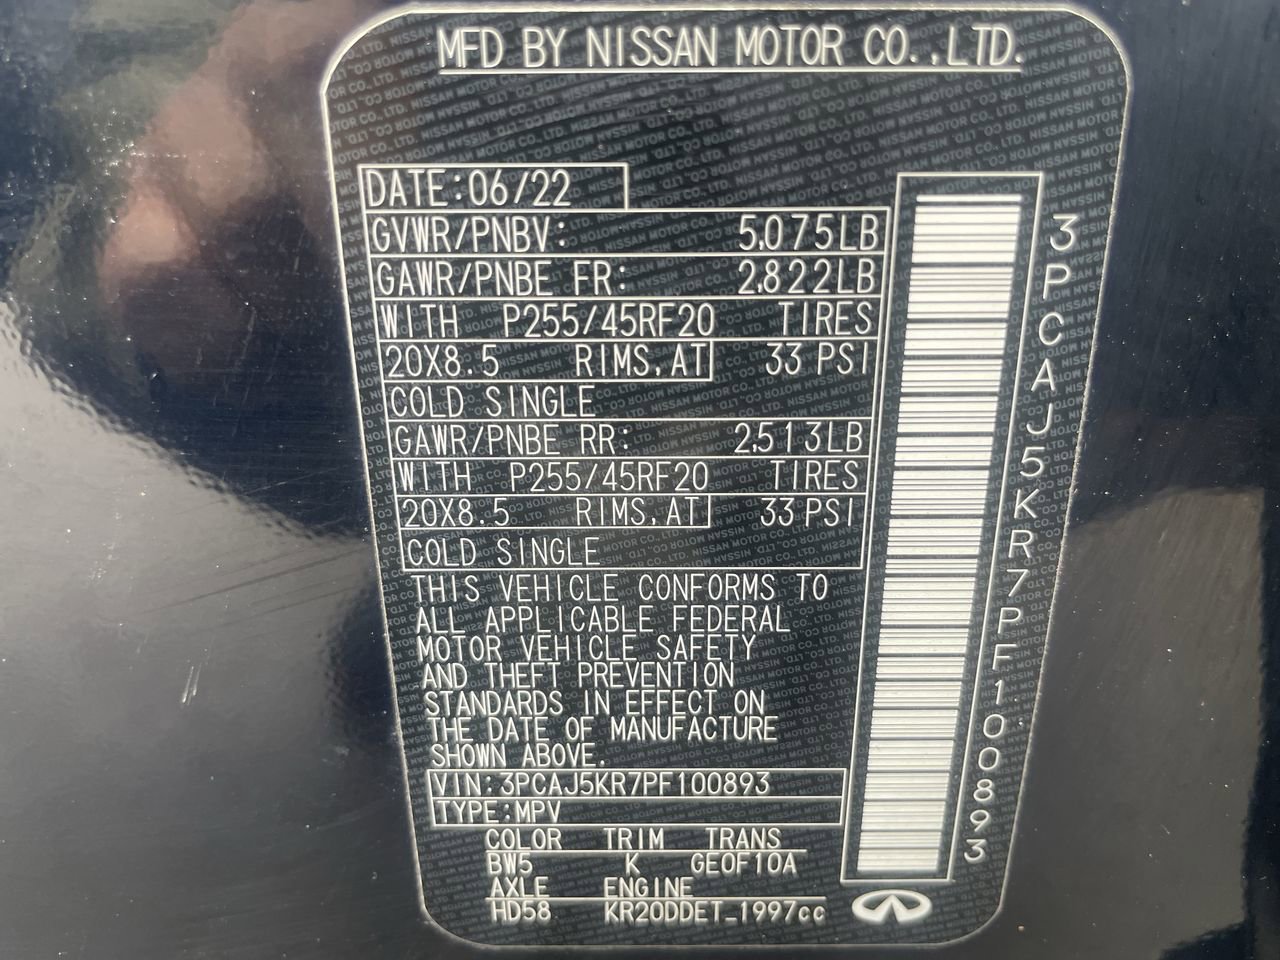 MFD BY NISSAN MOTOR CO.,LTD.
DATE:06/22
GVWR/PNBV: 5,075LB
GAWR/PNBE FR: 2,822LB
WITH P255/45RF20 TIRES
20X8.5 RIMS,AT 33 PSI
COLD SINGLE
GAWR/PNBE RR: 2,513LB
WITH P255/45RF20 TIRES
20X8.5 RIMS,AT 33 PSI
COLD SINGLE
THIS VEHICLE CONFORMS TO
ALL APPLICABLE FEDERAL
MOTOR VEHICLE SAFETY
AND THEFT PREVENTION
STANDARDS IN EFFECT ON
THE DATE OF MANUFACTURE
SHOWN ABOVE.
VIN:3PCAJ5KR7PF100893
TYPE:MPV
COLOR TRIM TRANS
BW5 K GE0F10A
AXLE ENGINE
HD58 KR20DDET_1997cc
3PCAJ5KR7PF100893